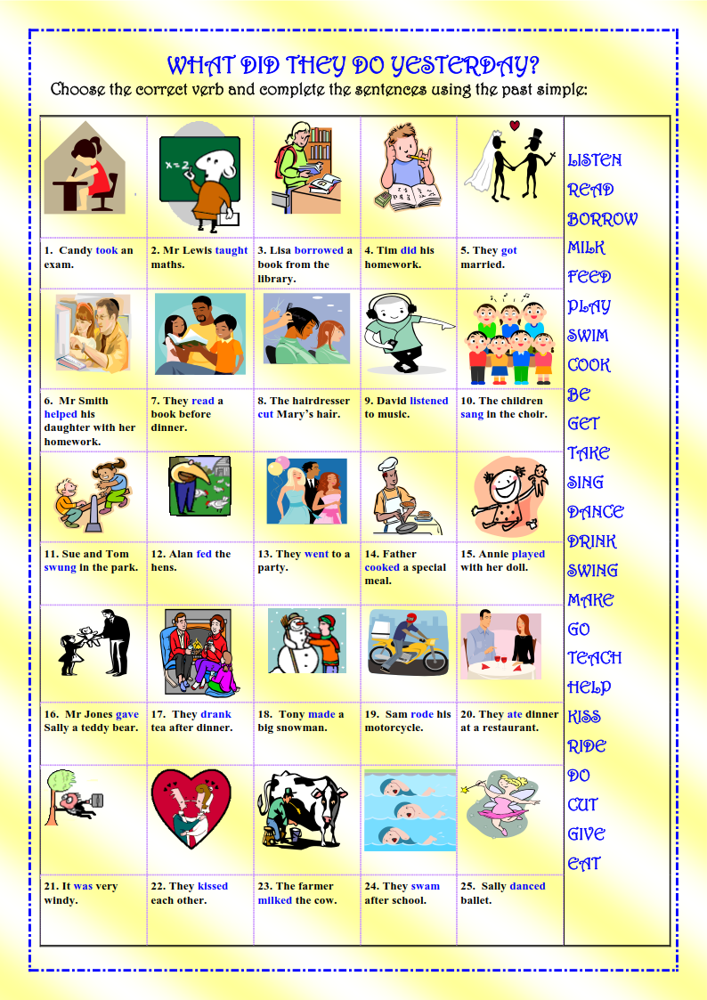 WHAT DID THEY DO YESTERDAY?
Choose the correct verb and complete the sentences using the past simple:
x=2
1. Candy took an
exam.
2. Mr Lewis taught
maths.
3. Lisa borrowed a
book from the
library.
4. Tim did his
homework.
5. They got
married.
6. Mr Smith
helped his
daughter with her
homework.
7. They read a
book before
dinner.
8. The hairdresser
cut Mary's hair.
9. David listened
to music.
10. The children
sang in the choir.
11. Sue and Tom
swung in the park.
12. Alan fed the
hens.
13. They went to a
party.
14. Father
cooked a special
meal.
15. Annie played
with her doll.
16. Mr Jones gave
Sally a teddy bear.
17. They drank
tea after dinner.
18. Tony made a
big snowman.
19. Sam rode his
motorcycle.
20. They ate dinner
at a restaurant.
21. It was very
windy.
22. They kissed
each other.
23. The farmer
milked the cow.
24. They swam
after school.
25. Sally danced
ballet.
LISTEN
READ
BORROW
MILK
FEED
PLAY
SWIM
COOK
BE
GET
TAKE
SING
DANCE
DRINK
SWING
MAKE
GO
TEACH
HELP
KISS
RIDE
DO
CUT
GIVE
EAT